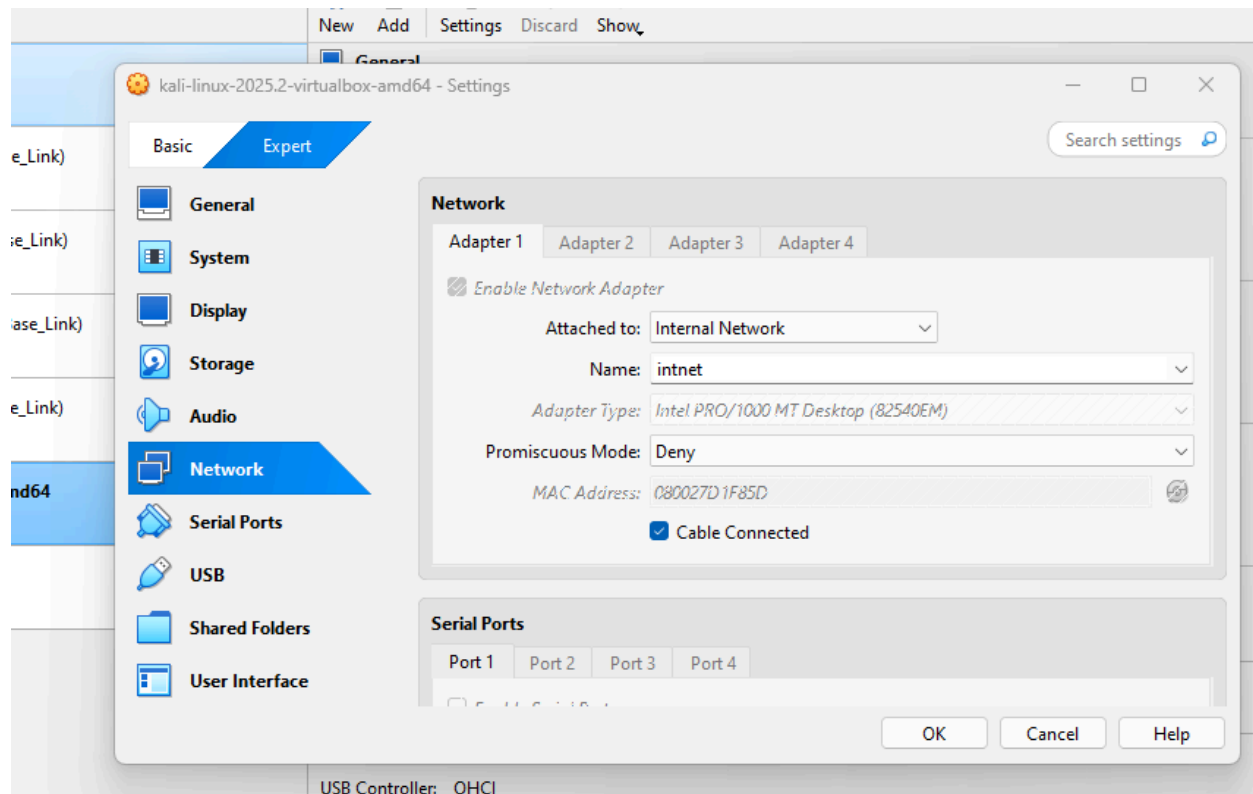 New Add Settings Discard Show
General
kali-linux-2025.2-virtualbox-amd64 - Settings
Basic Expert Search settings
e_Link)
se_Link)
ase_Link)
e_Link)
md64
General
System
Display
Storage
Audio
Network
Serial Ports
USB
Shared Folders
User Interface
Network
Adapter 1 Adapter 2 Adapter 3 Adapter 4
Enable Network Adapter
Attached to: Internal Network
Name: intnet
Adapter Type: Intel PRO/1000 MT Desktop (82540EM)
Promiscuous Mode: Deny
MAC Address: 080027D1F85D
Cable Connected
Serial Ports
Port 1 Port 2 Port 3 Port 4
OK Cancel Help
USB Controller: OHCI